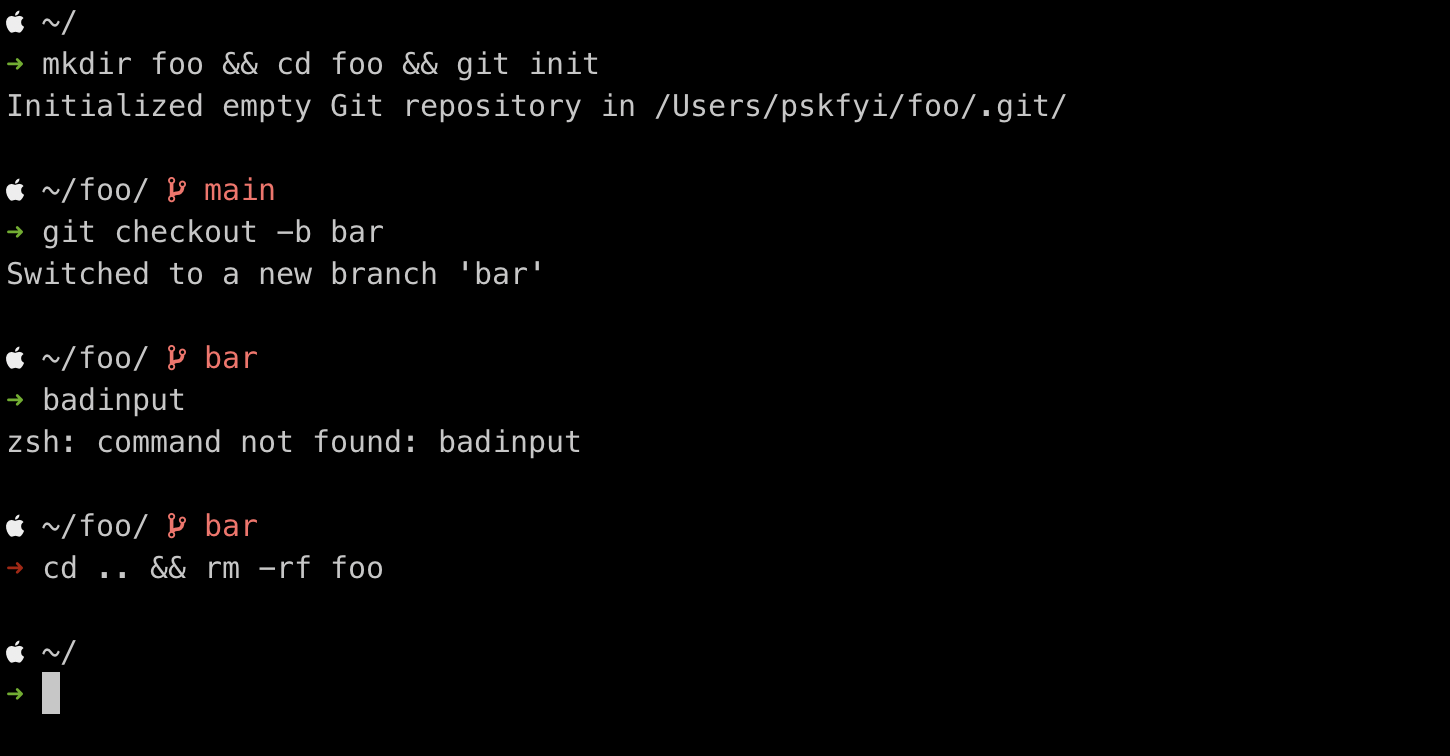 ~/
➜ mkdir foo && cd foo && git init
Initialized empty Git repository in /Users/pskfyi/foo/.git/
~/foo/ main
➜ git checkout -b bar
Switched to a new branch 'bar'
~/foo/ bar
➜ badinput
zsh: command not found: badinput
~/foo/ bar
➜ cd .. && rm -rf foo
~/
➜